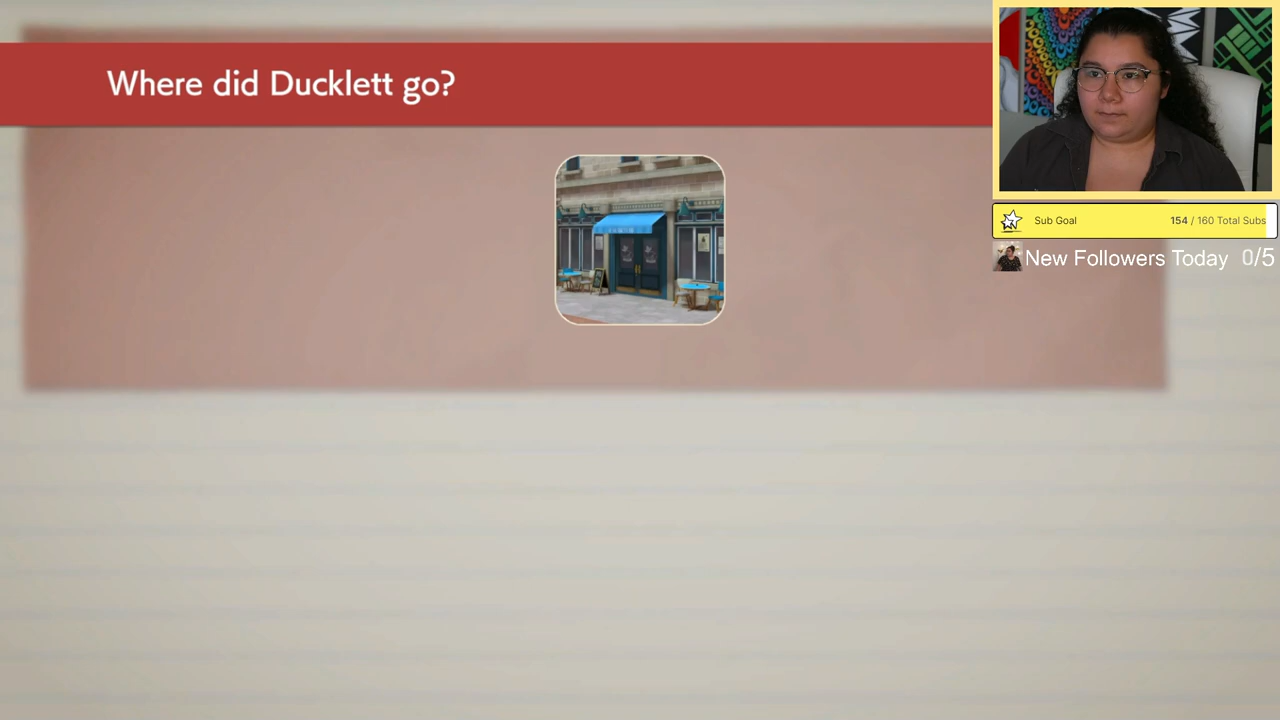 Where did Ducklett go?
Sub Goal
154 / 160 Total Subs
New Followers Today 0/5